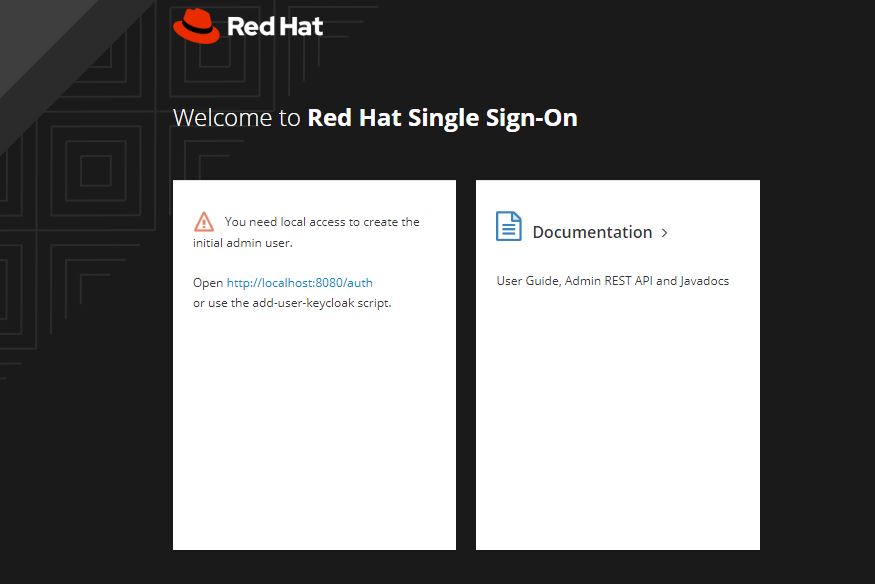 Red Hat
Welcome to Red Hat Single Sign-On
You need local access to create the
initial admin user.
Open http://localhost:8080/auth
or use the add-user-keycloak script.
Documentation >
User Guide, Admin REST API and Javadocs